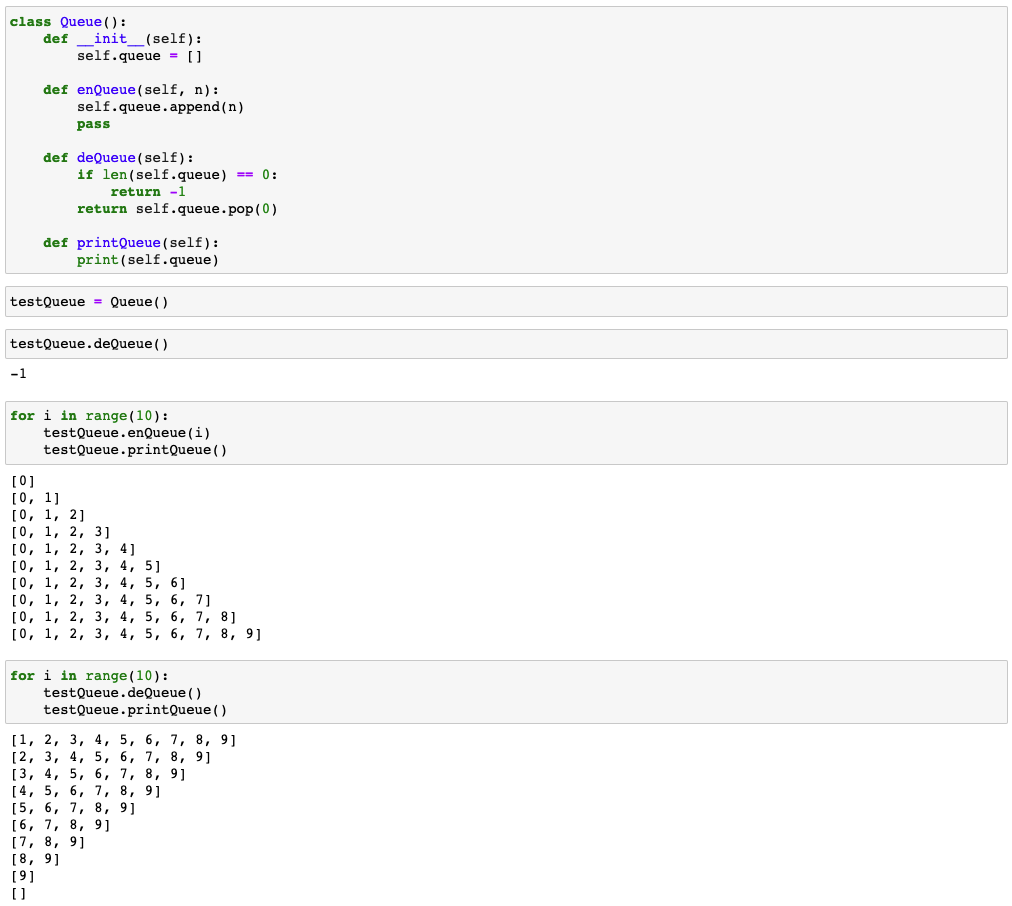 class Queue():
    def __init__(self):
        self.queue = []
    def enQueue(self, n):
        self.queue.append(n)
        pass
    def deQueue(self):
        if len(self.queue) == 0:
            return -1
        return self.queue.pop(0)
    def printQueue(self):
        print(self.queue)
testQueue = Queue()
testQueue.deQueue()
-1
for i in range(10):
    testQueue.enQueue(i)
    testQueue.printQueue()
[0]
[0, 1]
[0, 1, 2]
[0, 1, 2, 3]
[0, 1, 2, 3, 4]
[0, 1, 2, 3, 4, 5]
[0, 1, 2, 3, 4, 5, 6]
[0, 1, 2, 3, 4, 5, 6, 7]
[0, 1, 2, 3, 4, 5, 6, 7, 8]
[0, 1, 2, 3, 4, 5, 6, 7, 8, 9]
for i in range(10):
    testQueue.deQueue()
    testQueue.printQueue()
[1, 2, 3, 4, 5, 6, 7, 8, 9]
[2, 3, 4, 5, 6, 7, 8, 9]
[3, 4, 5, 6, 7, 8, 9]
[4, 5, 6, 7, 8, 9]
[5, 6, 7, 8, 9]
[6, 7, 8, 9]
[7, 8, 9]
[8, 9]
[9]
[]